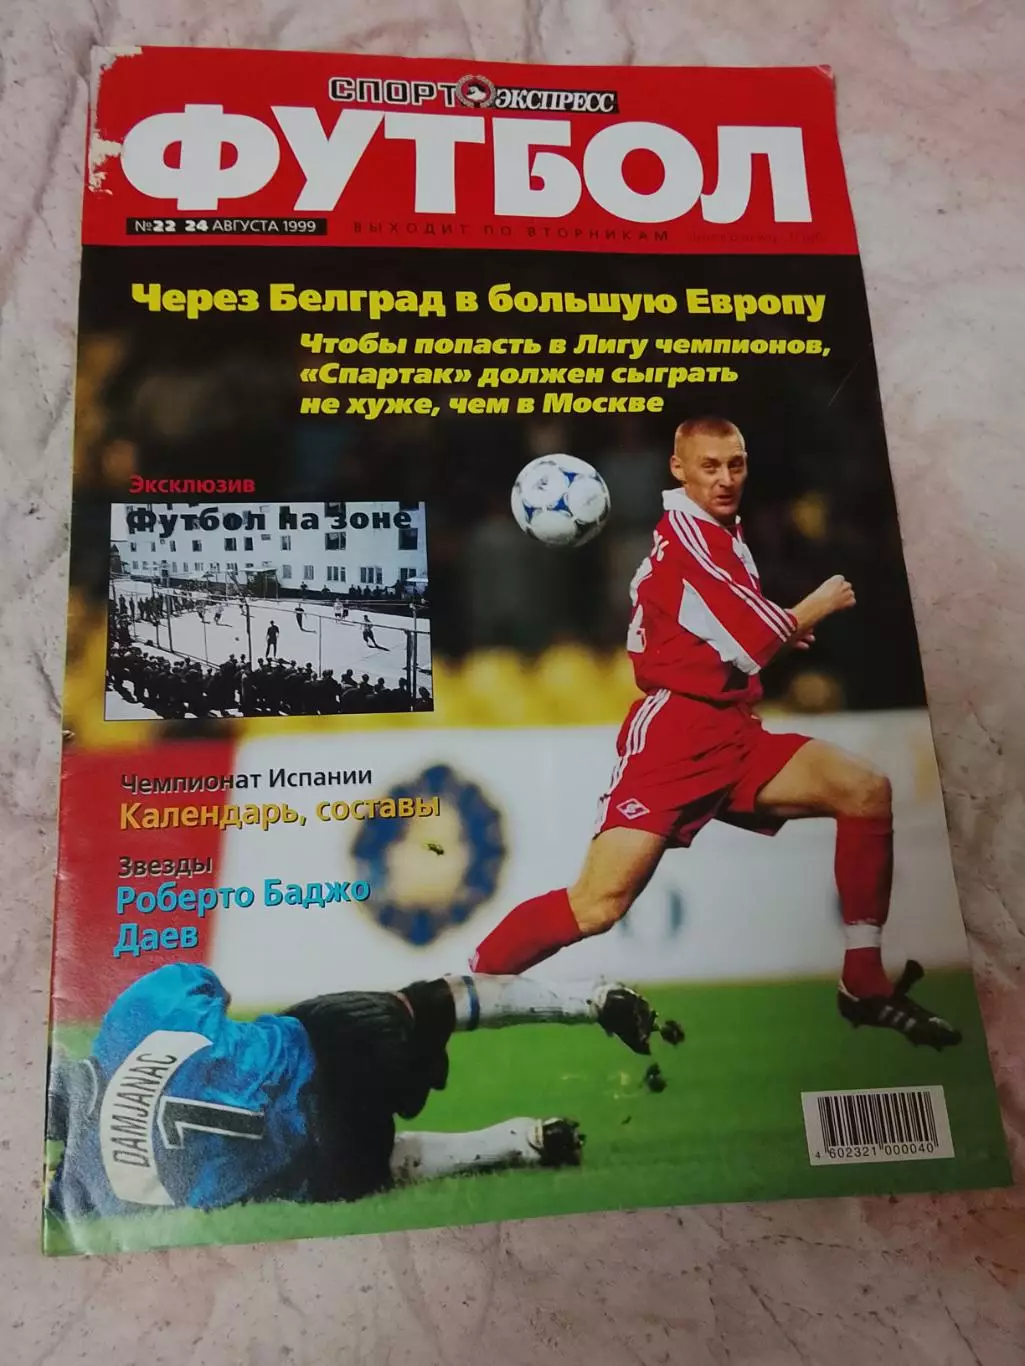 СПОРТ ЭКСПРЕСС
ФУТБОЛ
№22 24 АВГУСТА 1999
ВЫХОДИТ ПО ВТОРНИКАМ
Через Белград в большую Европу
Чтобы попасть в Лигу чемпионов,
«Спартак» должен сыграть
не хуже, чем в Москве
Эксклюзив
Футбол на зоне
Чемпионат Испании
Календарь, составы
Звезды
Роберто Баджо
Даев
DAMJANAC
1
4 602321 000040